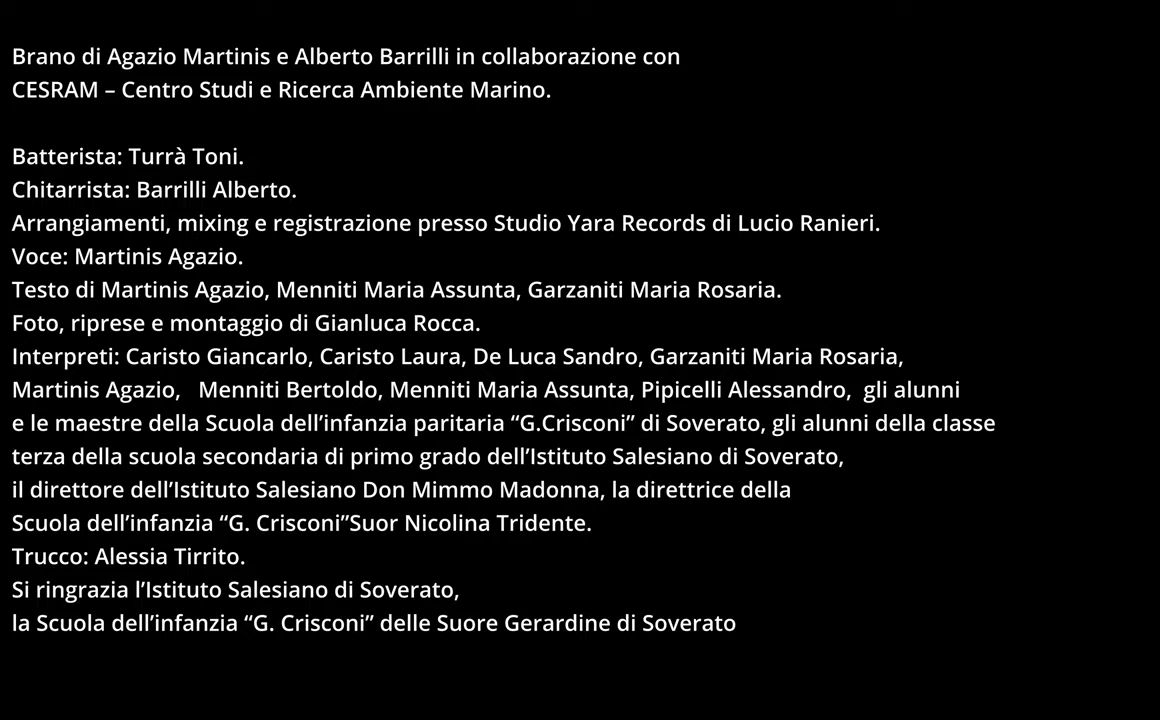 Brano di Agazio Martinis e Alberto Barrilli in collaborazione con
CESRAM – Centro Studi e Ricerca Ambiente Marino.
Batterista: Turrà Toni.
Chitarrista: Barrilli Alberto.
Arrangiamenti, mixing e registrazione presso Studio Yara Records di Lucio Ranieri.
Voce: Martinis Agazio.
Testo di Martinis Agazio, Menniti Maria Assunta, Garzaniti Maria Rosaria.
Foto, riprese e montaggio di Gianluca Rocca.
Interpreti: Caristo Giancarlo, Caristo Laura, De Luca Sandro, Garzaniti Maria Rosaria,
Martinis Agazio,   Menniti Bertoldo, Menniti Maria Assunta, Pipicelli Alessandro,  gli alunni
e le maestre della Scuola dell’infanzia paritaria “G.Crisconi” di Soverato, gli alunni della classe
terza della scuola secondaria di primo grado dell’Istituto Salesiano di Soverato,
il direttore dell’Istituto Salesiano Don Mimmo Madonna, la direttrice della
Scuola dell’infanzia “G. Crisconi”Suor Nicolina Tridente.
Trucco: Alessia Tirrito.
Si ringrazia l’Istituto Salesiano di Soverato,
la Scuola dell’infanzia “G. Crisconi” delle Suore Gerardine di Soverato